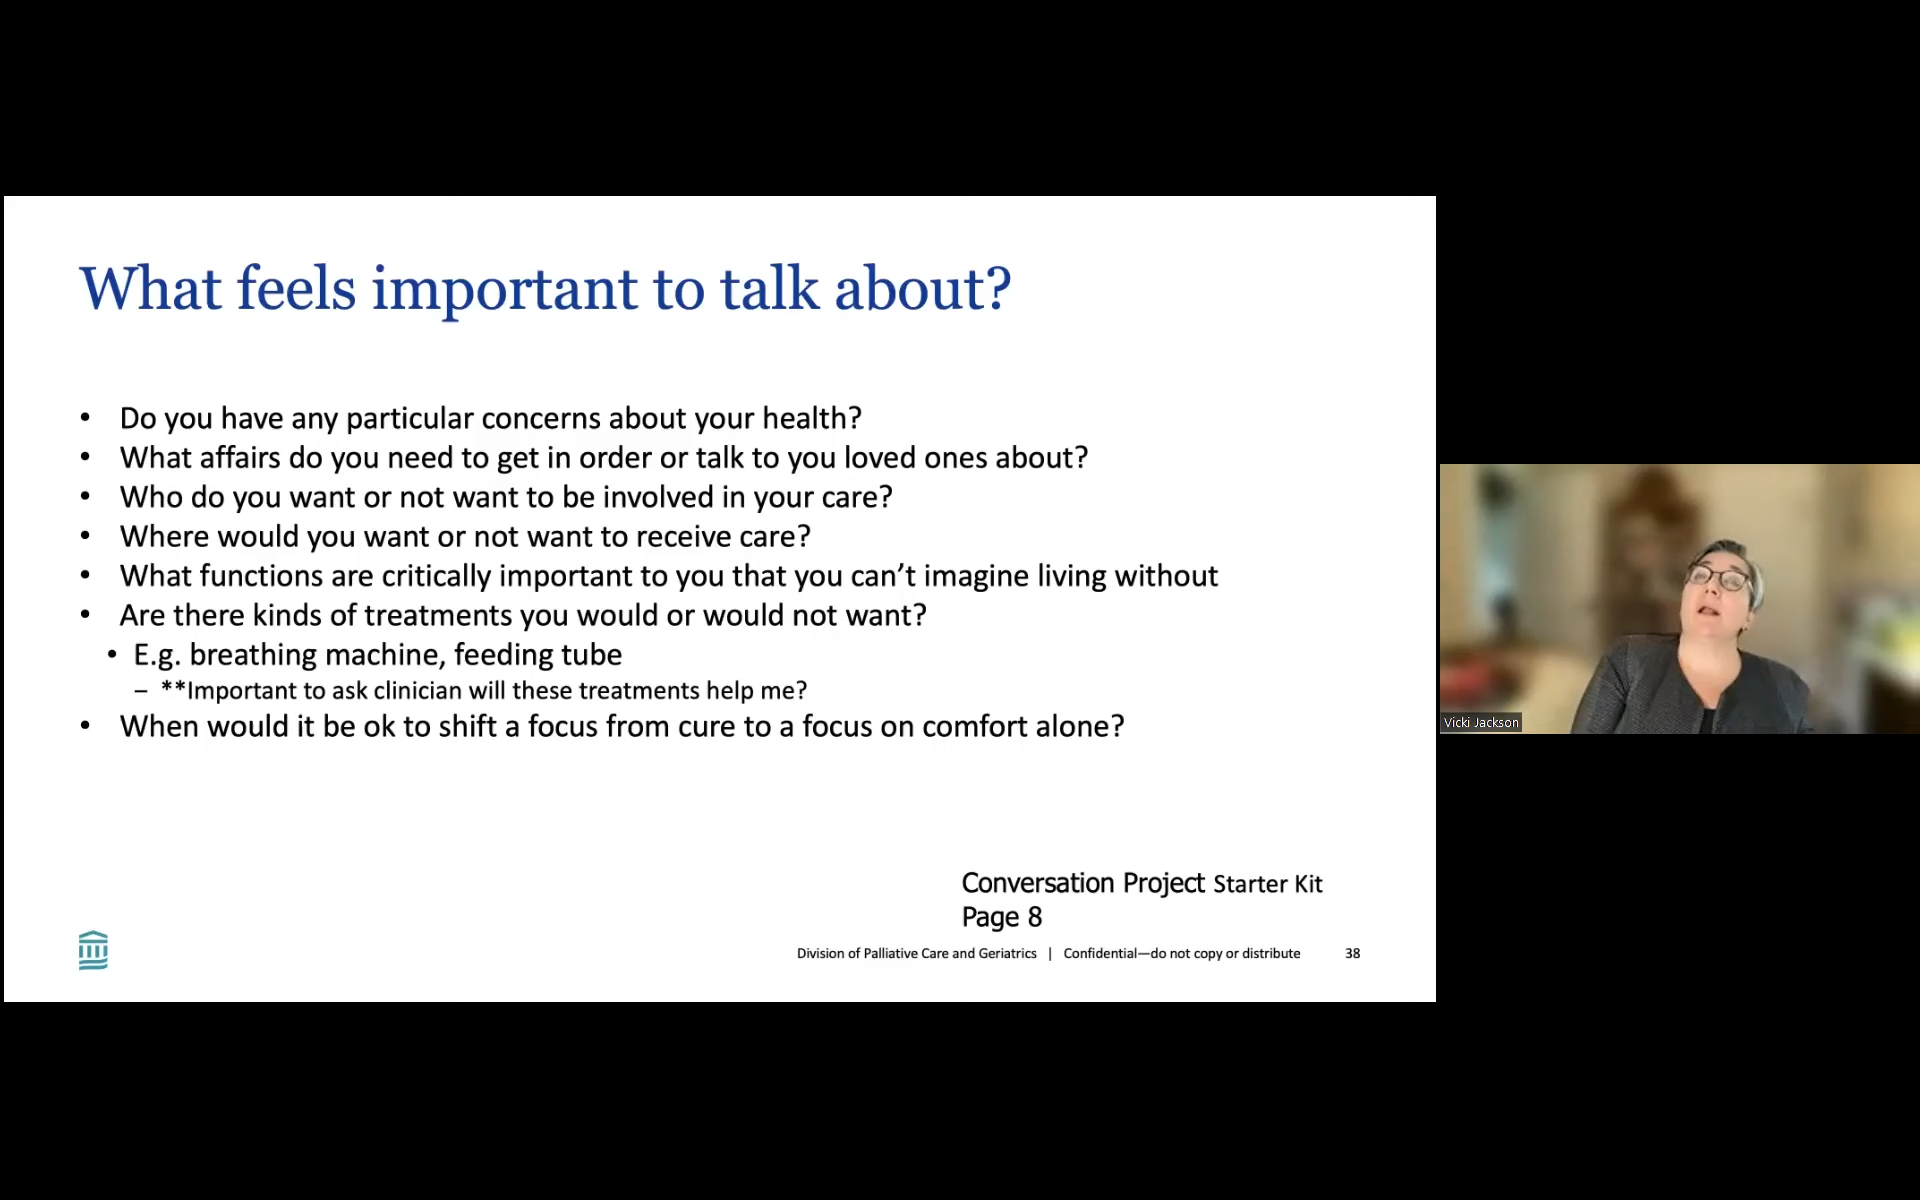 What feels important to talk about?
• Do you have any particular concerns about your health?
• What affairs do you need to get in order or talk to you loved ones about?
• Who do you want or not want to be involved in your care?
• Where would you want or not want to receive care?
• What functions are critically important to you that you can’t imagine living without
• Are there kinds of treatments you would or would not want?
• E.g. breathing machine, feeding tube
– **Important to ask clinician will these treatments help me?
• When would it be ok to shift a focus from cure to a focus on comfort alone?
Conversation Project Starter Kit
Page 8
Division of Palliative Care and Geriatrics | Confidential—do not copy or distribute 38
Vicki Jackson